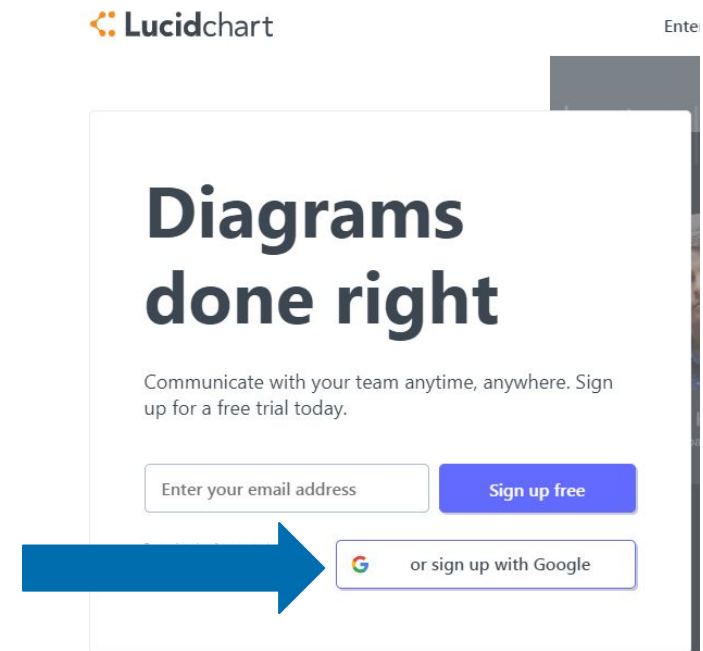 Lucidchart
Diagrams
done right
Communicate with your team anytime, anywhere. Sign
up for a free trial today.
Enter your email address
Sign up free
or sign up with Google